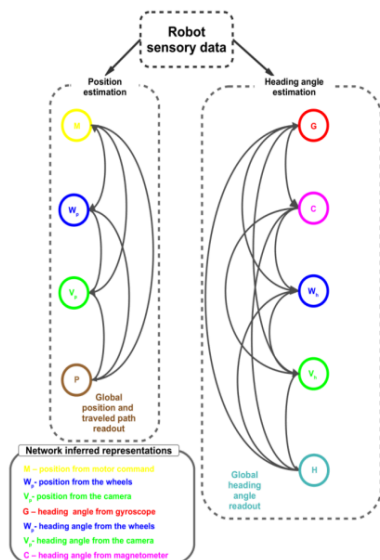 Robot
sensory data
Position
estimation
Heading angle
estimation
M
G
C
Wp
Wh
Vp
Vh
P
Global
position and
traveled path
readout
H
Global
heading
angle
readout
Network inferred representations
M – position from motor command
Wp- position from the wheels
Vp- position from the camera
G – heading angle from gyroscope
Wp- heading angle from the wheels
Vp- heading angle from the camera
C – heading angle from magnetometer